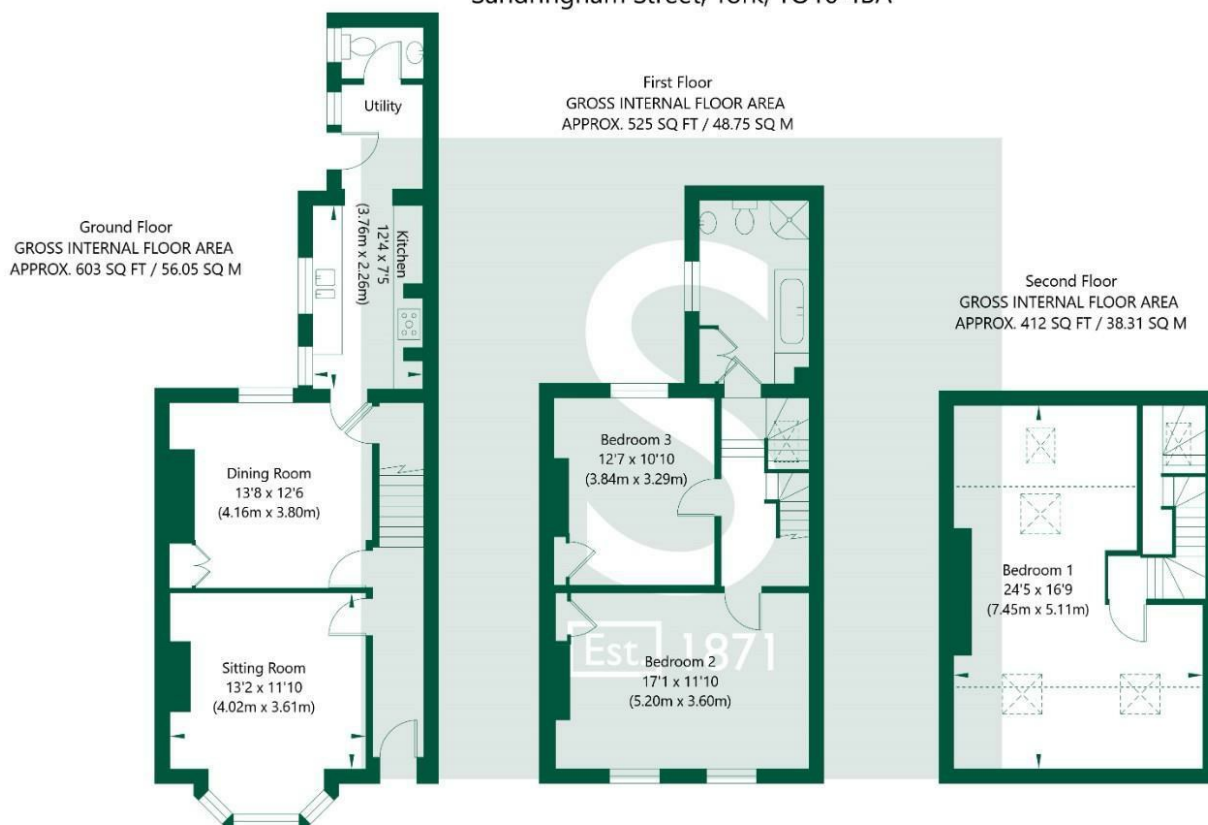 Sandringham Street, York, YO10 4BA
First Floor
GROSS INTERNAL FLOOR AREA
APPROX. 525 SQ FT / 48.75 SQ M
Utility
Ground Floor
GROSS INTERNAL FLOOR AREA
APPROX. 603 SQ FT / 56.05 SQ M
Kitchen
12'4 x 7'5
(3.76m x 2.26m)
Second Floor
GROSS INTERNAL FLOOR AREA
APPROX. 412 SQ FT / 38.31 SQ M
Dining Room
13'8 x 12'6
(4.16m x 3.80m)
Bedroom 3
12'7 x 10'10
(3.84m x 3.29m)
Bedroom 1
24'5 x 16'9
(7.45m x 5.11m)
Sitting Room
13'2 x 11'10
(4.02m x 3.61m)
S
Est. 1871
Bedroom 2
17'1 x 11'10
(5.20m x 3.60m)